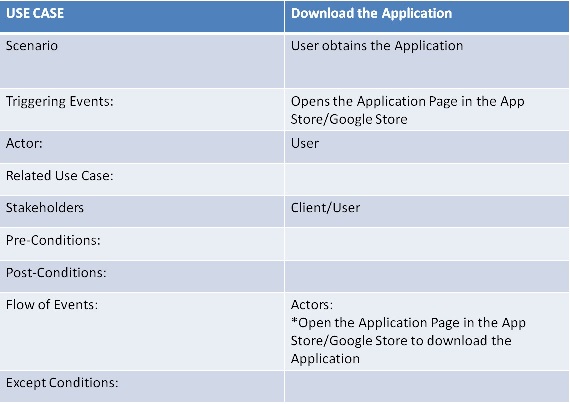 USE CASE
Download the Application
Scenario
User obtains the Application
Triggering Events:
Opens the Application Page in the App
Store/Google Store
Actor:
User
Related Use Case:
Stakeholders
Client/User
Pre-Conditions:
Post-Conditions:
Flow of Events:
Actors:
*Open the Application Page in the App
Store/Google Store to download the
Application
Except Conditions: